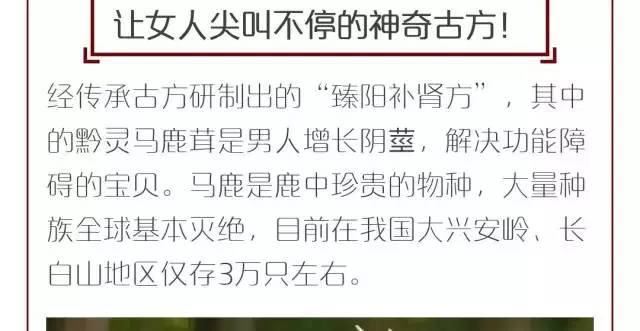 让女人尖叫不停的神奇古方！
经传承古方研制出的“臻阳补肾方”，其中
的黔灵马鹿茸是男人增长阴茎，解决功能障
碍的宝贝。马鹿是鹿中珍贵的物种，大量种
族全球基本灭绝，目前在我国大兴安岭、长
白山地区仅存3万只左右。